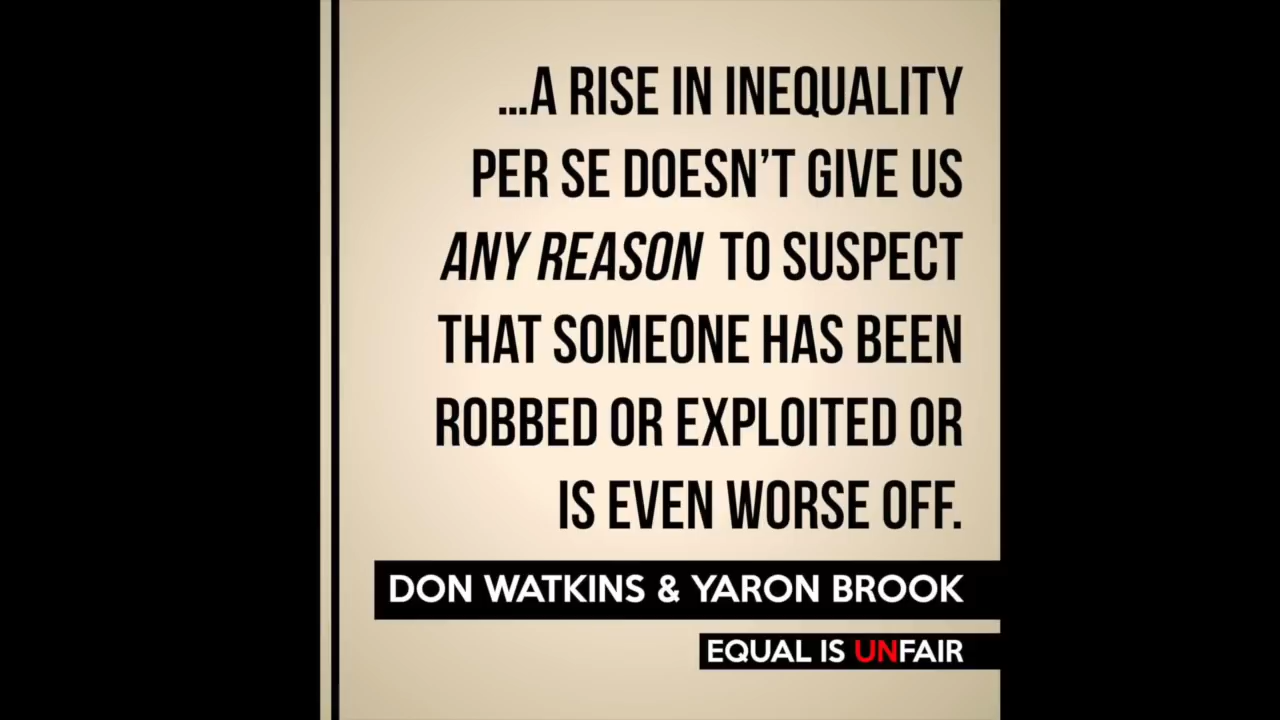 ...A RISE IN INEQUALITY
PER SE DOESN'T GIVE US
ANY REASON TO SUSPECT
THAT SOMEONE HAS BEEN
ROBBED OR EXPLOITED OR
IS EVEN WORSE OFF.
DON WATKINS & YARON BROOK
EQUAL IS UNFAIR